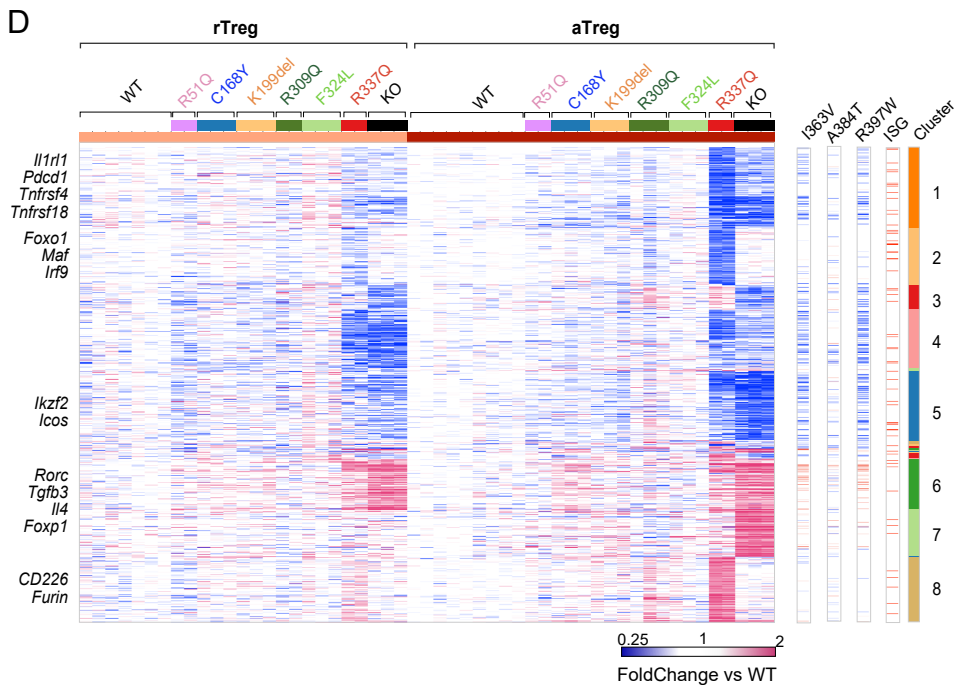 D
rTreg aTreg
WT R51Q C168Y K199del R309Q F324L R337Q KO WT R51Q C168Y K199del R309Q F324L R337Q KO I363V A384T R397W ISG Cluster
Il1rl1
Pdcd1
Tnfrsf4
Tnfrsf18
Foxo1
Maf
Irf9
Ikzf2
Icos
Rorc
Tgfb3
Il4
Foxp1
CD226
Furin
1
2
3
4
5
6
7
8
0.25 1 2
FoldChange vs WT